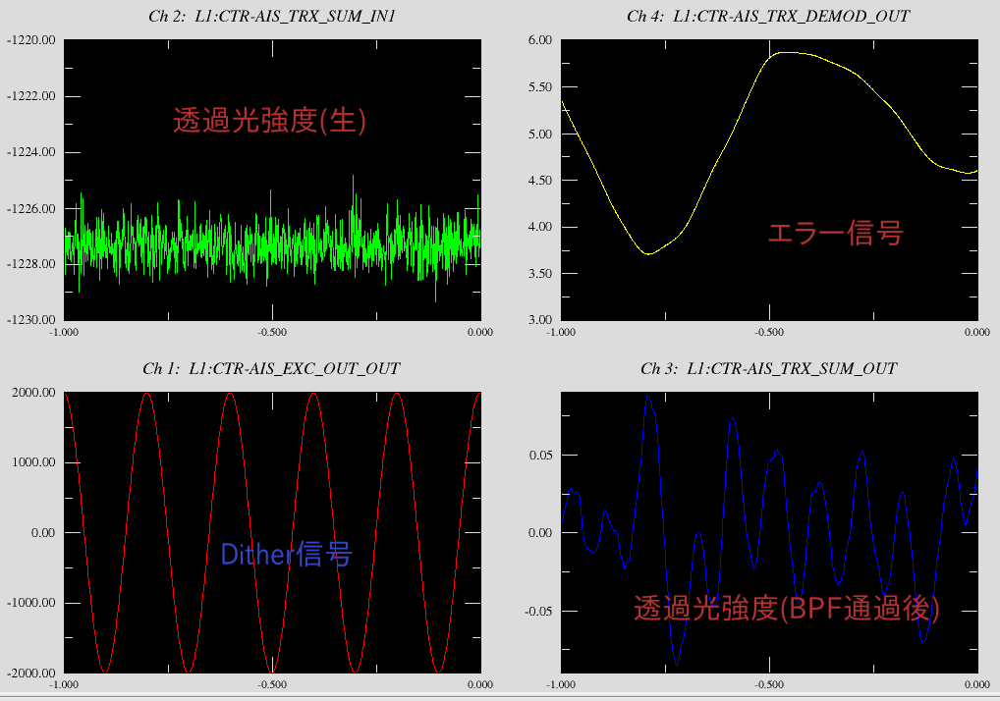 Ch 2: L1:CTR-AIS_TRX_SUM_IN1
-1220.00
-1222.00
-1224.00
-1226.00
-1228.00
-1230.00
-1.000 -0.500 0.000
透過光強度(生)
Ch 4: L1:CTR-AIS_TRX_DEMOD_OUT
6.00
5.50
5.00
4.50
4.00
3.50
3.00
-1.000 -0.500 0.000
エラー信号
Ch 1: L1:CTR-AIS_EXC_OUT_OUT
2000.00
1000.00
0.00
-1000.00
-2000.00
-1.000 -0.500 0.000
Dither信号
Ch 3: L1:CTR-AIS_TRX_SUM_OUT
0.05
0.00
-0.05
-1.000 -0.500 0.000
透過光強度(BPF通過後)